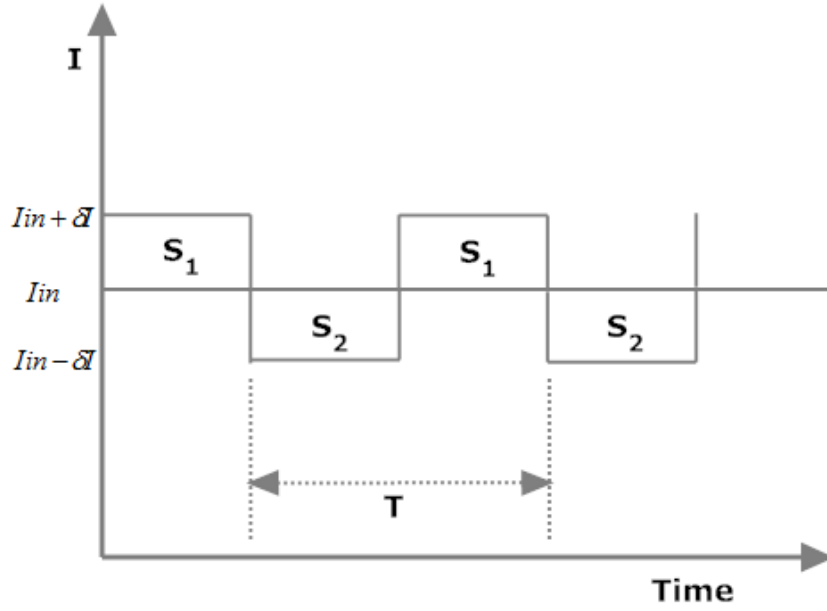 I
Iin + δI
S₁
S₁
Iin
S₂
S₂
Iin − δI
T
Time